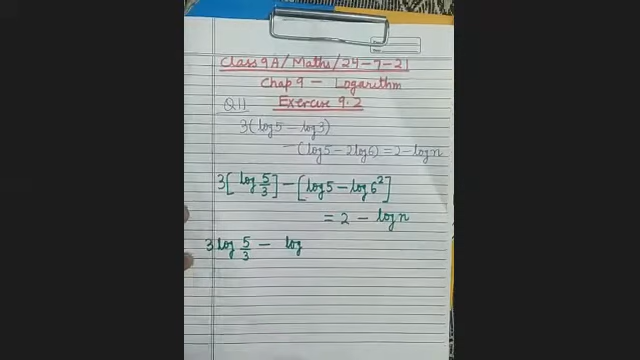 Class 9A/Maths/24-7-21
Chap 9 - Logarithm
Q11 Exercise 9.2
3(log5 - log3)
-(log5 - 2log6) = 2 - logn
3[log 5/3] - [log5 - log6²]
= 2 - logn
3log 5/3 - log